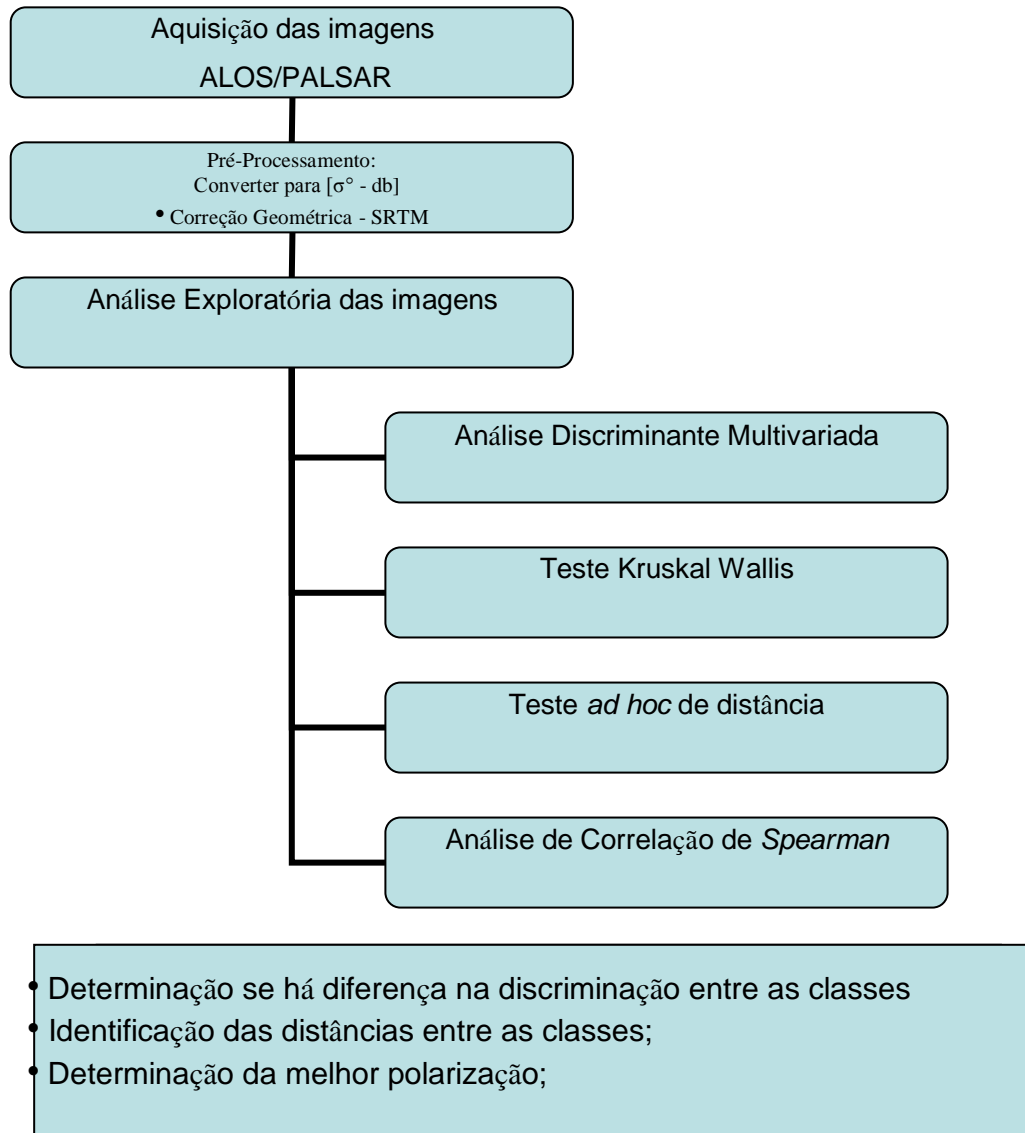 Aquisição das imagens
ALOS/PALSAR
Pré-Processamento:
Converter para [σ° - db]
• Correção Geométrica - SRTM
Análise Exploratória das imagens
Análise Discriminante Multivariada
Teste Kruskal Wallis
Teste ad hoc de distância
Análise de Correlação de Spearman
• Determinação se há diferença na discriminação entre as classes
• Identificação das distâncias entre as classes;
• Determinação da melhor polarização;